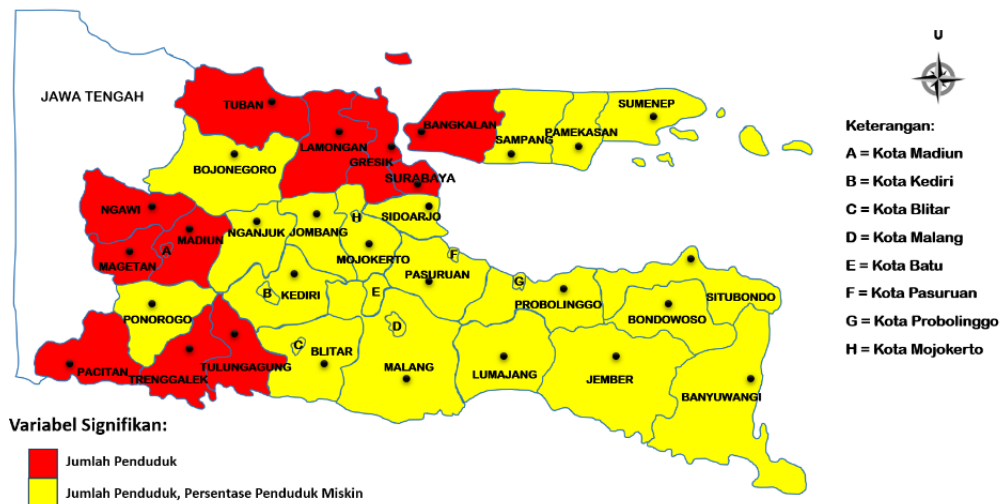 U
JAWA TENGAH
TUBAN
LAMONGAN
GRESIK
SURABAYA
BANGKALAN
SAMPANG
PAMEKASAN
SUMENEP
BOJONEGORO
NGAWI
MADIUN
A
MAGETAN
NGANJUK
JOMBANG
H
SIDOARJO
MOJOKERTO
PASURUAN
F
PONOROGO
B
KEDIRI
E
G
PROBOLINGGO
SITUBONDO
BONDOWOSO
PACITAN
TRENGGALEK
TULUNGAGUNG
C
BLITAR
D
MALANG
LUMAJANG
JEMBER
BANYUWANGI
Keterangan:
A = Kota Madiun
B = Kota Kediri
C = Kota Blitar
D = Kota Malang
E = Kota Batu
F = Kota Pasuruan
G = Kota Probolinggo
H = Kota Mojokerto
Variabel Signifikan:
Jumlah Penduduk
Jumlah Penduduk, Persentase Penduduk Miskin